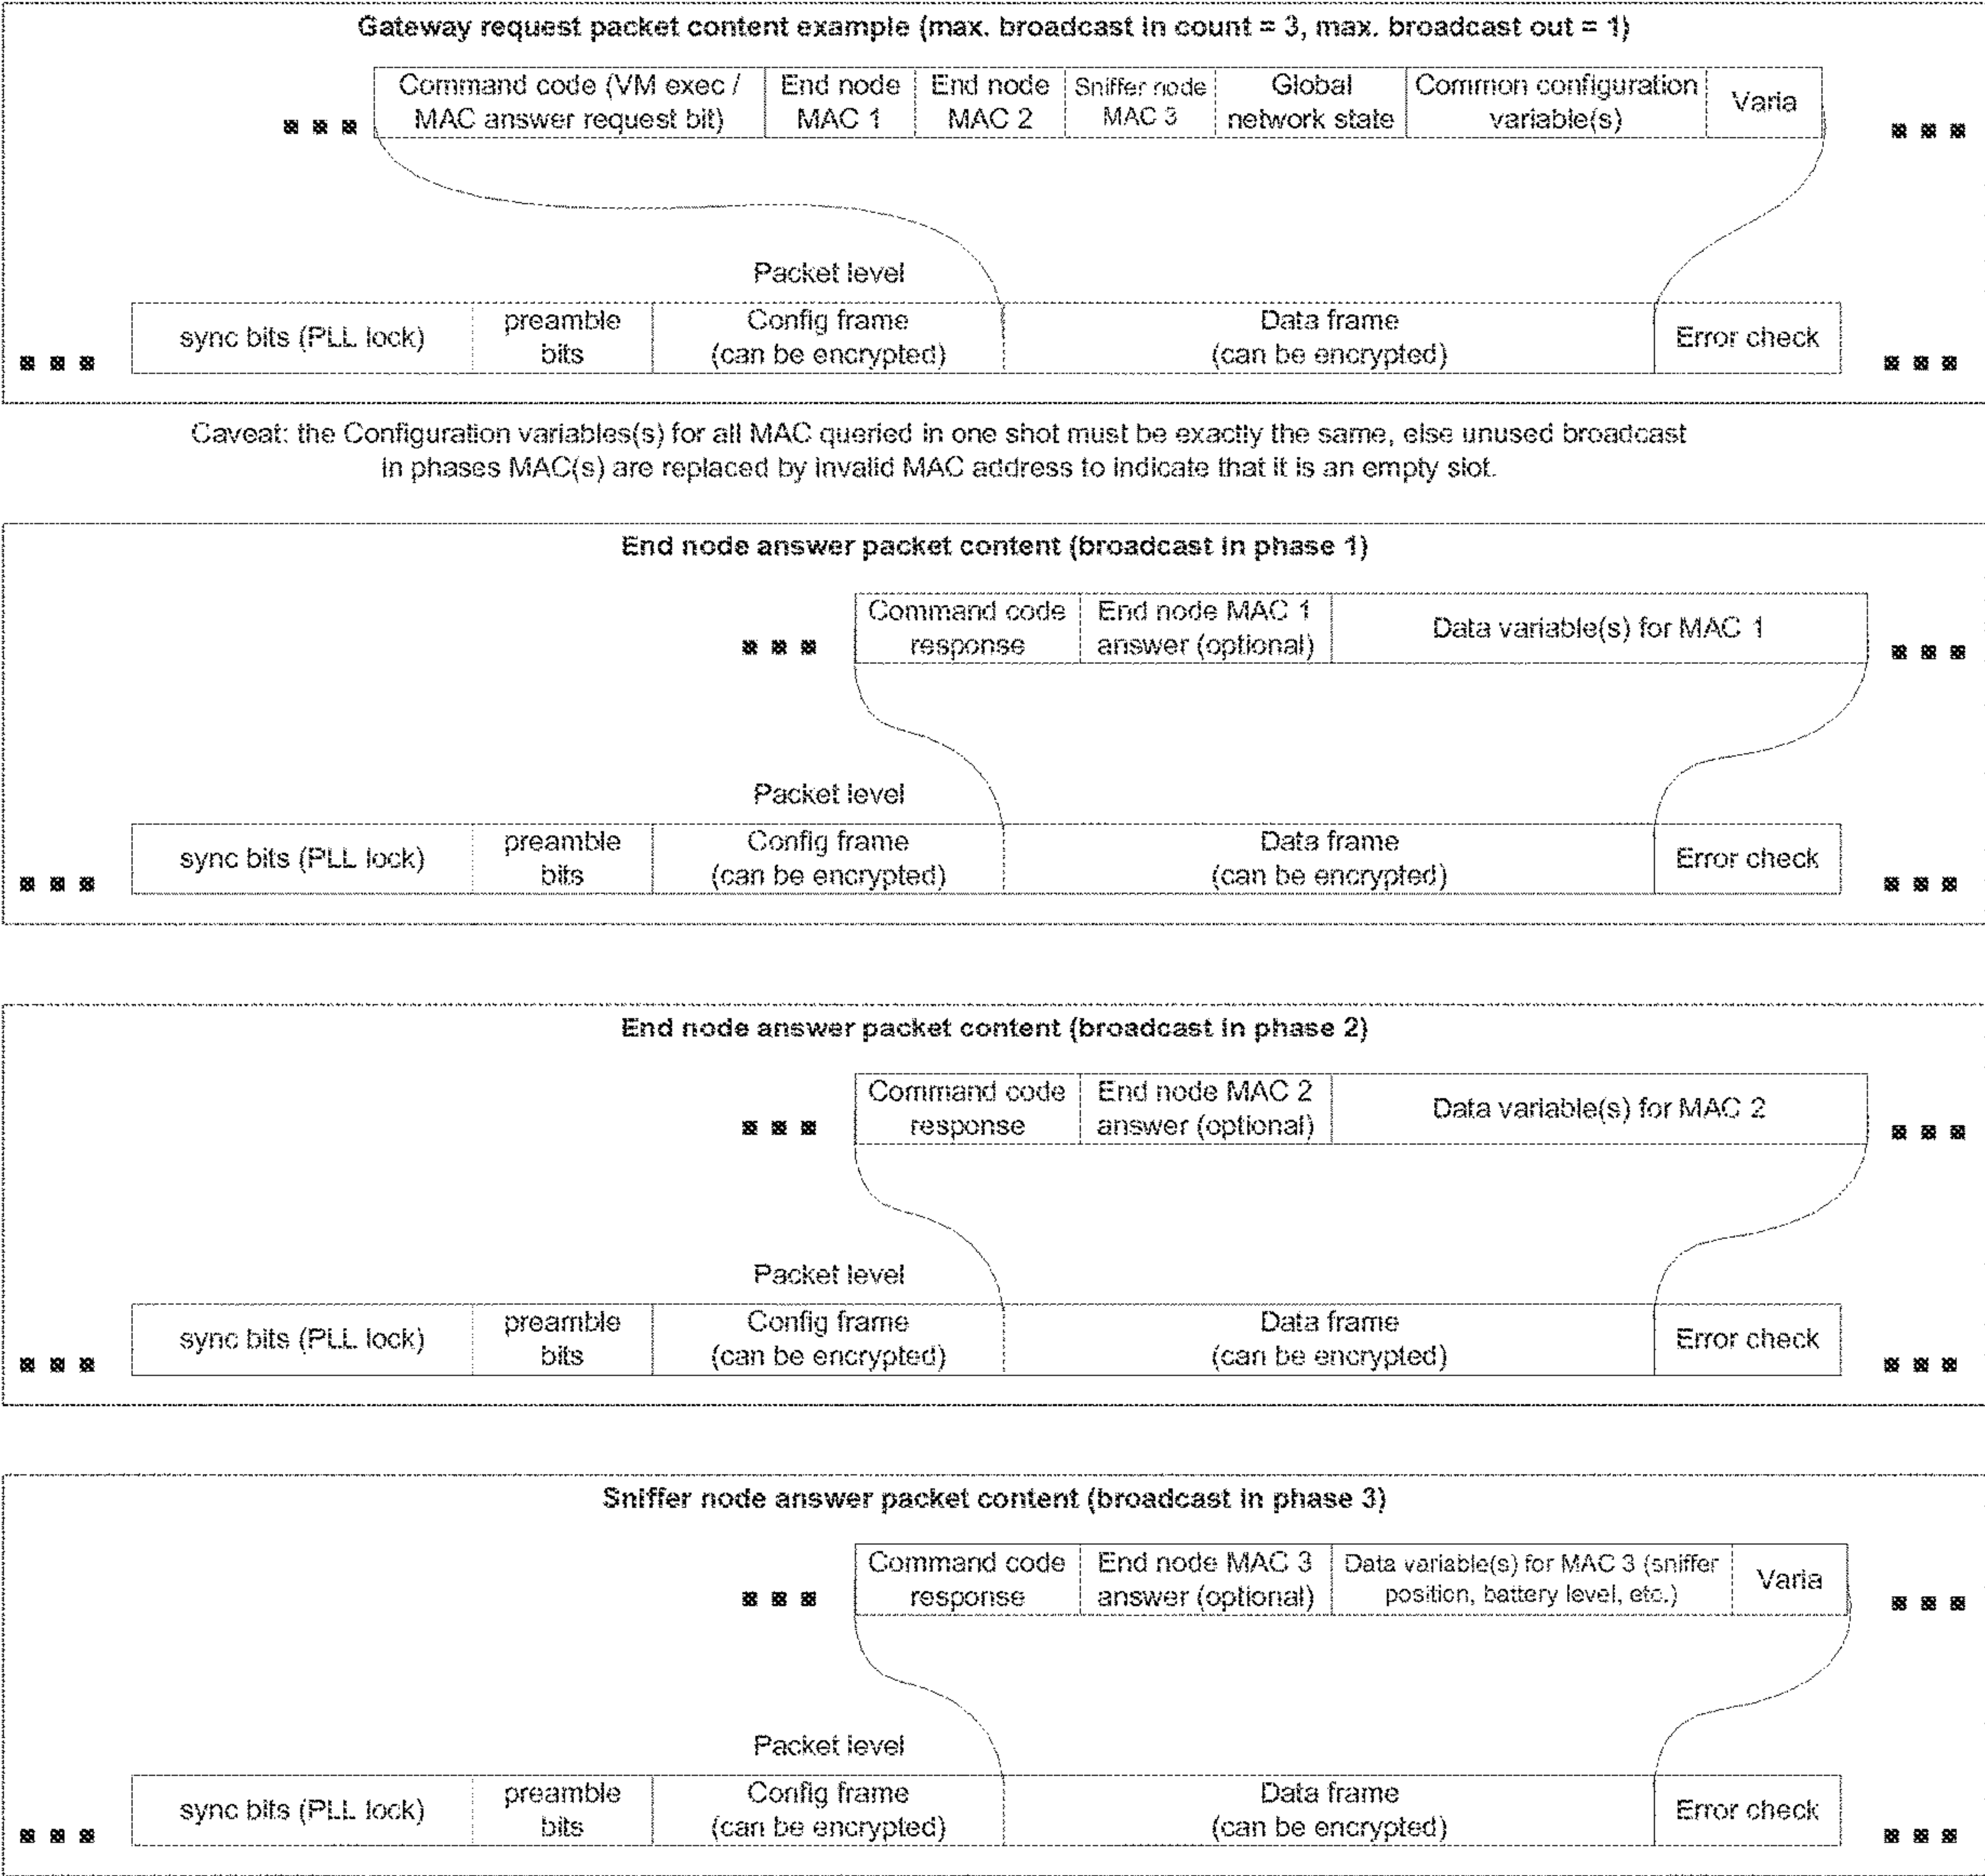 Gateway request packet content example (max. broadcast in count = 3, max. broadcast out = 1)
Command code (VM exec / MAC answer request bit)
End node MAC 1
End node MAC 2
Sniffer node MAC 3
Global network state
Common configuration variable(s)
Varia
Packet level
sync bits (PLL lock)
preamble bits
Config frame (can be encrypted)
Data frame (can be encrypted)
Error check
Caveat: the Configuration variables(s) for all MAC queried in one shot must be exactly the same, else unused broadcast
in phases MAC(s) are replaced by invalid MAC address to indicate that it is an empty slot.
End node answer packet content (broadcast in phase 1)
Command code response
End node MAC 1 answer (optional)
Data variable(s) for MAC 1
Packet level
sync bits (PLL lock)
preamble bits
Config frame (can be encrypted)
Data frame (can be encrypted)
Error check
End node answer packet content (broadcast in phase 2)
Command code response
End node MAC 2 answer (optional)
Data variable(s) for MAC 2
Packet level
sync bits (PLL lock)
preamble bits
Config frame (can be encrypted)
Data frame (can be encrypted)
Error check
Sniffer node answer packet content (broadcast in phase 3)
Command code response
End node MAC 3 answer (optional)
Data variable(s) for MAC 3 (sniffer position, battery level, etc.)
Varia
Packet level
sync bits (PLL lock)
preamble bits
Config frame (can be encrypted)
Data frame (can be encrypted)
Error check